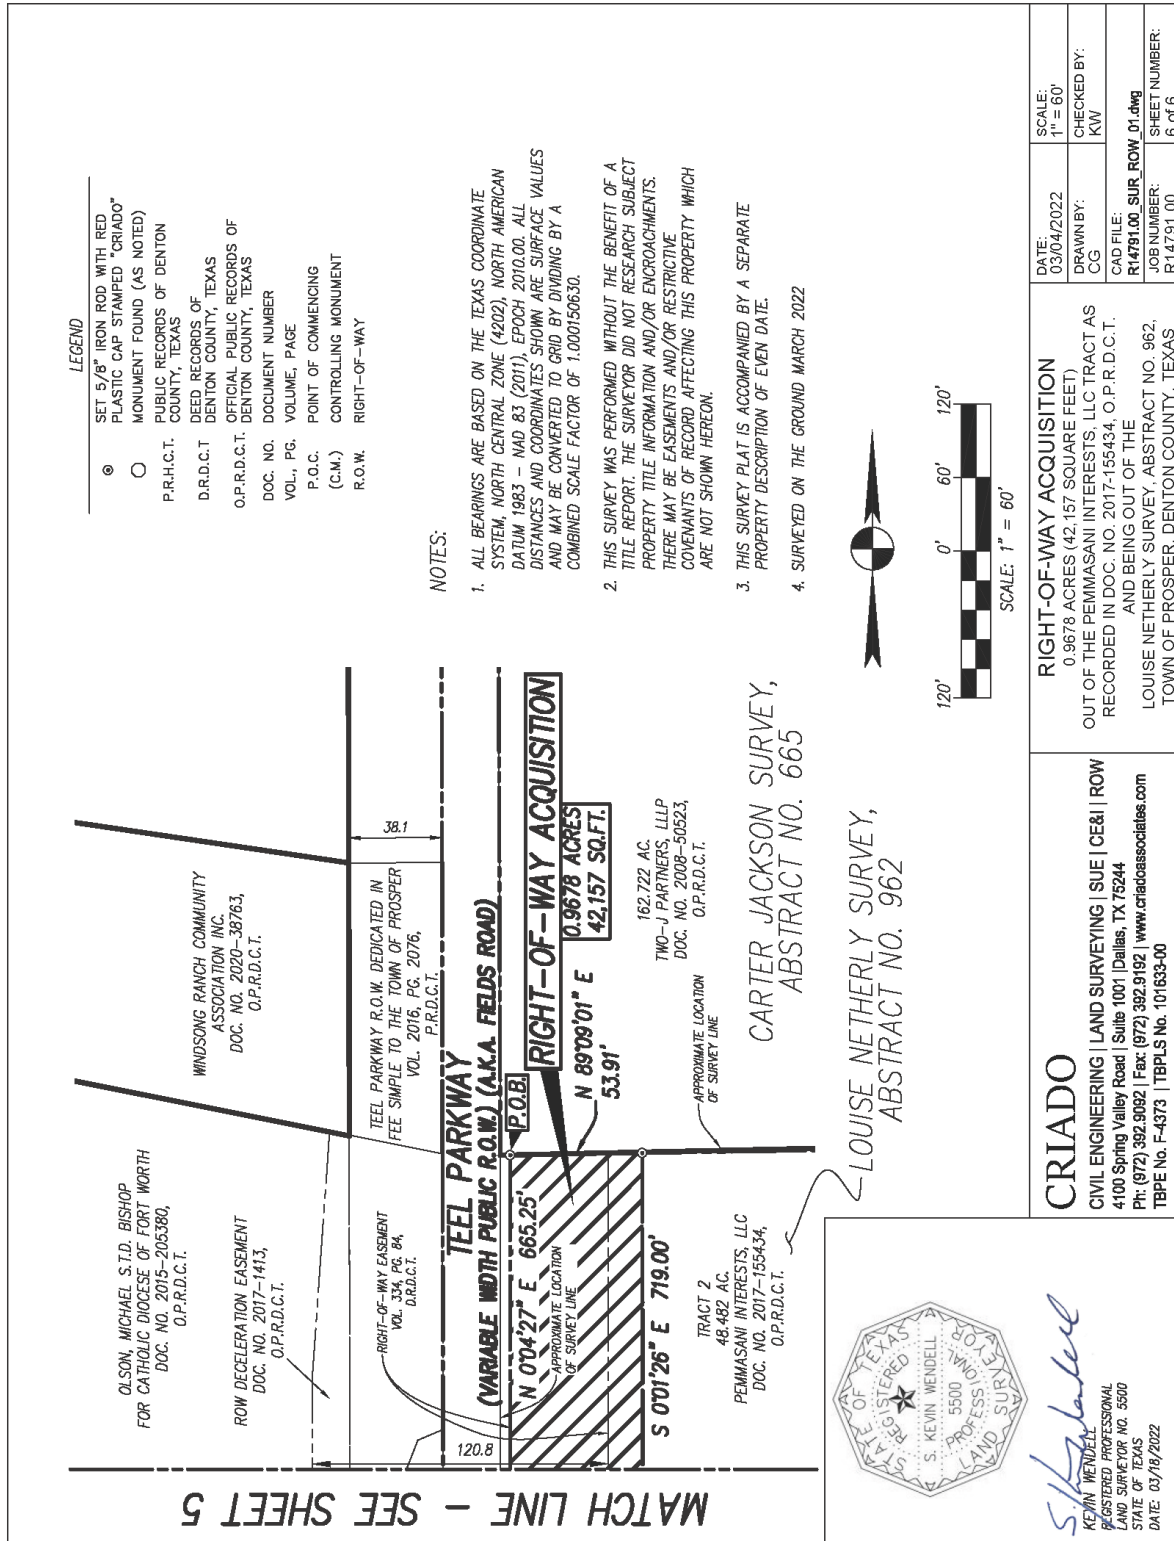 LEGEND
SET 5/8" IRON ROD WITH RED
PLASTIC CAP STAMPED "CRIADO"
MONUMENT FOUND (AS NOTED)
P.R.H.C.T. PUBLIC RECORDS OF DENTON
COUNTY, TEXAS
D.R.D.C.T DEED RECORDS OF
DENTON COUNTY, TEXAS
O.P.R.D.C.T. OFFICIAL PUBLIC RECORDS OF
DENTON COUNTY, TEXAS
DOC. NO. DOCUMENT NUMBER
VOL., PG. VOLUME, PAGE
P.O.C. POINT OF COMMENCING
(C.M.) CONTROLLING MONUMENT
R.O.W. RIGHT-OF-WAY
NOTES:
1. ALL BEARINGS ARE BASED ON THE TEXAS COORDINATE
SYSTEM, NORTH CENTRAL ZONE (4202), NORTH AMERICAN
DATUM 1983 - NAD 83 (2011), EPOCH 2010.00. ALL
DISTANCES AND COORDINATES SHOWN ARE SURFACE VALUES
AND MAY BE CONVERTED TO GRID BY DIVIDING BY A
COMBINED SCALE FACTOR OF 1.000150630.
2. THIS SURVEY WAS PERFORMED WITHOUT THE BENEFIT OF A
TITLE REPORT. THE SURVEYOR DID NOT RESEARCH SUBJECT
PROPERTY TITLE INFORMATION AND/OR ENCROACHMENTS.
THERE MAY BE EASEMENTS AND/OR RESTRICTIVE
COVENANTS OF RECORD AFFECTING THIS PROPERTY WHICH
ARE NOT SHOWN HEREON.
3. THIS SURVEY PLAT IS ACCOMPANIED BY A SEPARATE
PROPERTY DESCRIPTION OF EVEN DATE.
4. SURVEYED ON THE GROUND MARCH 2022
120' 0' 60' 120'
SCALE: 1" = 60'
OLSON, MICHAEL S.T.D. BISHOP
FOR CATHOLIC DIOCESE OF FORT WORTH
DOC. NO. 2015-205380,
O.P.R.D.C.T.
ROW DECELERATION EASEMENT
DOC. NO. 2017-1413,
O.P.R.D.C.T.
WINDSONG RANCH COMMUNITY
ASSOCIATION INC.
DOC. NO. 2020-38763,
O.P.R.D.C.T.
38.1
TEEL PARKWAY R.O.W. DEDICATED IN
FEE SIMPLE TO THE TOWN OF PROSPER
VOL. 2016, PG. 2076,
P.R.D.C.T.
RIGHT-OF-WAY EASEMENT
VOL. 334, PG. 84,
D.R.D.C.T.
120.8
TEEL PARKWAY
(VARIABLE WIDTH PUBLIC R.O.W.) (A.K.A. FIELDS ROAD)
P.O.B.
N 0°04'27" E 665.25'
APPROXIMATE LOCATION
OF SURVEY LINE
RIGHT-OF-WAY ACQUISITION
0.9678 ACRES
42,157 SQ.FT.
N 89°09'01" E
53.91'
S 0°01'26" E 719.00'
162.722 AC.
TWO-J PARTNERS, LLLP
DOC. NO. 2008-50523,
O.P.R.D.C.T.
TRACT 2
48.482 AC.
PEMMASANI INTERESTS, LLC
DOC. NO. 2017-155434,
O.P.R.D.C.T.
APPROXIMATE LOCATION
OF SURVEY LINE
CARTER JACKSON SURVEY,
ABSTRACT NO. 665
LOUISE NETHERLY SURVEY,
ABSTRACT NO. 962
MATCH LINE - SEE SHEET 5
STATE OF TEXAS
REGISTERED
S. KEVIN WENDELL
5500
PROFESSIONAL
LAND SURVEYOR
S. Kevin Wendell
KEVIN WENDELL
REGISTERED PROFESSIONAL
LAND SURVEYOR NO. 5500
STATE OF TEXAS
DATE: 03/18/2022
CRIADO
CIVIL ENGINEERING | LAND SURVEYING | SUE | CE&I | ROW
4100 Spring Valley Road | Suite 1001 | Dallas, TX 75244
Ph: (972) 392.9092 | Fax: (972) 392.9192 | www.criadoassociates.com
TBPE No. F-4373 | TBPLS No. 101633-00
RIGHT-OF-WAY ACQUISITION
0.9678 ACRES (42,157 SQUARE FEET)
OUT OF THE PEMMASANI INTERESTS, LLC TRACT AS
RECORDED IN DOC. NO. 2017-155434, O.P.R.D.C.T.
AND BEING OUT OF THE
LOUISE NETHERLY SURVEY, ABSTRACT NO. 962,
TOWN OF PROSPER, DENTON COUNTY, TEXAS
DATE:
03/04/2022
SCALE:
1" = 60'
DRAWN BY:
CG
CHECKED BY:
KW
CAD FILE:
R14791.00_SUR_ROW_01.dwg
JOB NUMBER:
R14791.00
SHEET NUMBER:
6 of 6